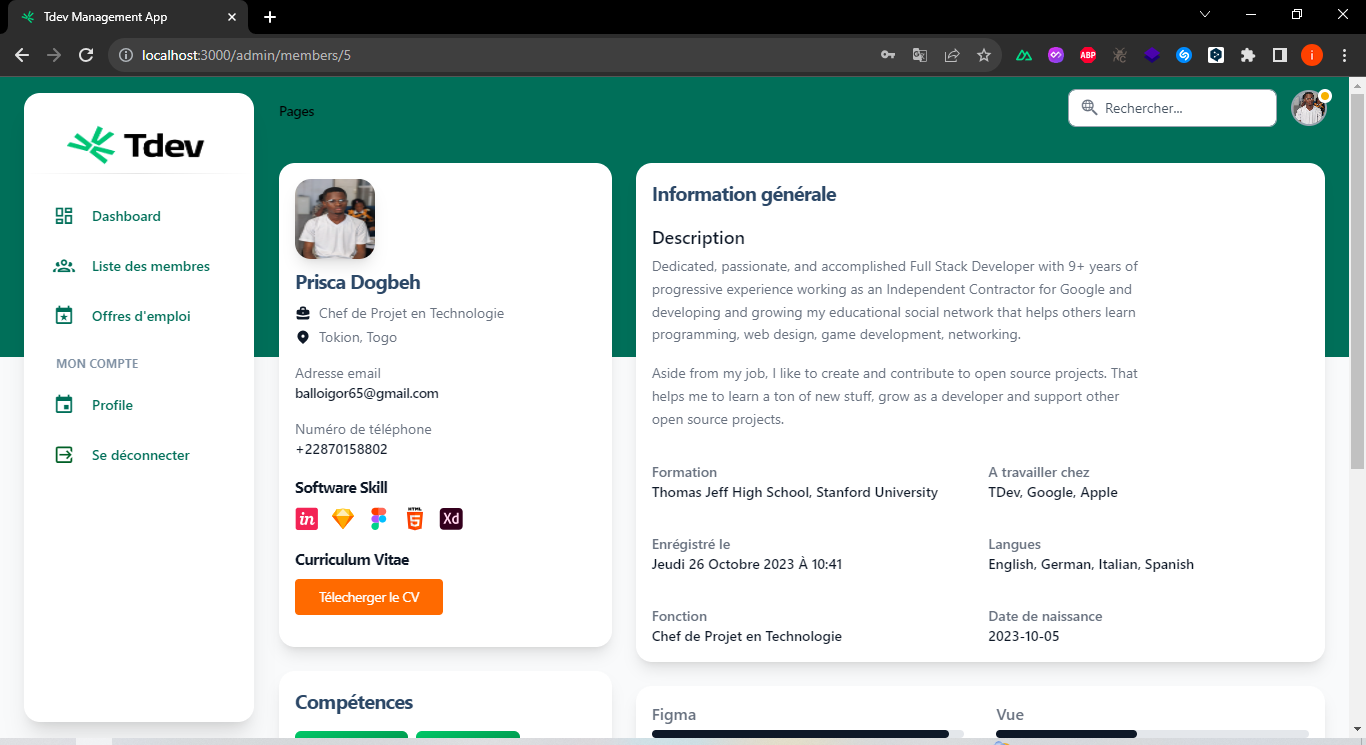 Tdev Management App
localhost:3000/admin/members/5
ABP
i
Tdev
Dashboard
Liste des membres
Offres d'emploi
MON COMPTE
Profile
Se déconnecter
Pages
Rechercher...
Prisca Dogbeh
Chef de Projet en Technologie
Tokion, Togo
Adresse email
balloigor65@gmail.com
Numéro de téléphone
+22870158802
Software Skill
in
HTML
5
Xd
Curriculum Vitae
Télecherger le CV
Compétences
Information générale
Description
Dedicated, passionate, and accomplished Full Stack Developer with 9+ years of
progressive experience working as an Independent Contractor for Google and
developing and growing my educational social network that helps others learn
programming, web design, game development, networking.
Aside from my job, I like to create and contribute to open source projects. That
helps me to learn a ton of new stuff, grow as a developer and support other
open source projects.
Formation
Thomas Jeff High School, Stanford University
A travailler chez
TDev, Google, Apple
Enrégistré le
Jeudi 26 Octobre 2023 À 10:41
Langues
English, German, Italian, Spanish
Fonction
Chef de Projet en Technologie
Date de naissance
2023-10-05
Figma
Vue